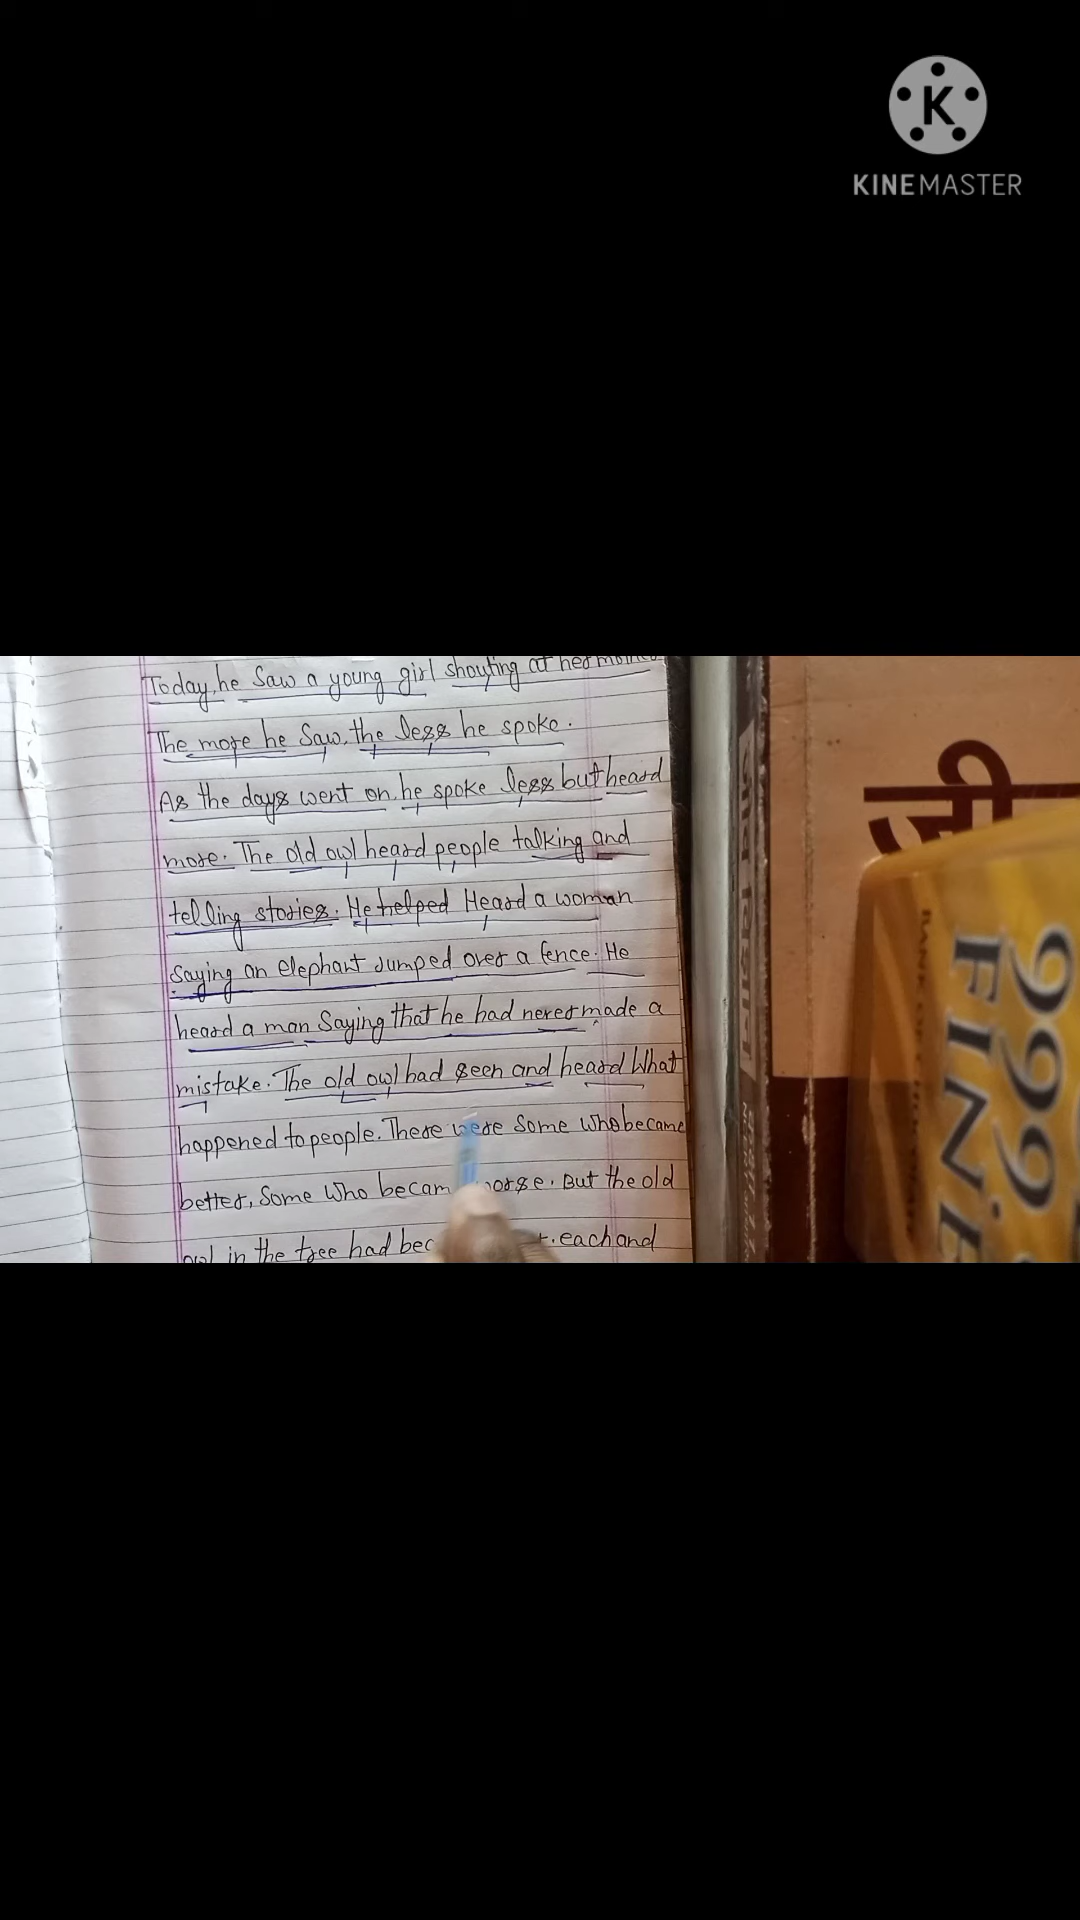 KINEMASTER
Today, he saw a young girl shouting at her
The more he saw, the less he spoke.
As the days went on, he spoke less but heard
more. The old owl heard people talking and
telling stories. He helped Heard a woman
saying an elephant Jumped over a fence. He
heard a man Saying that he had never made a
mistake. The old owl had seen and heard What
happened to people. There were Some Who became
better, Some Who becam worse. But the old
owl in the tree had bec each and
999.
FINE